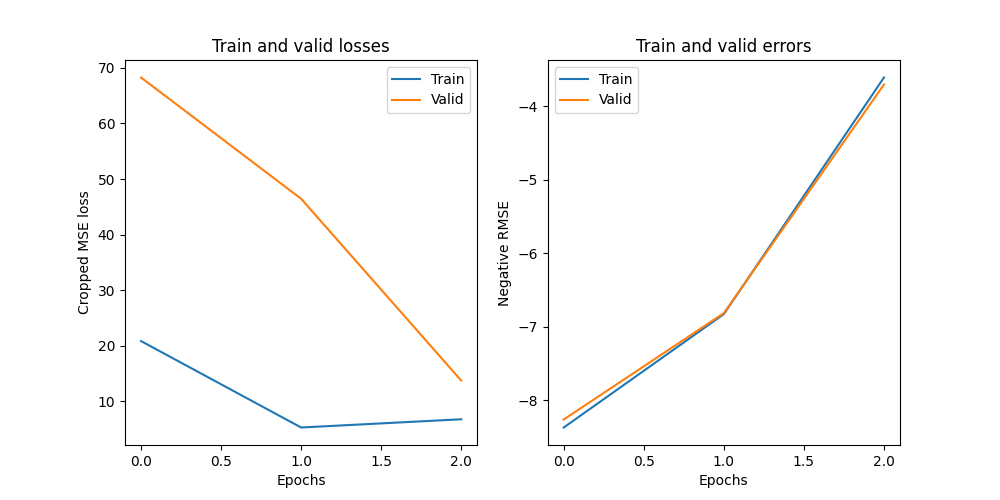 Train and valid losses
Train
Valid
Cropped MSE loss
70
60
50
40
30
20
10
0.0 0.5 1.0 1.5 2.0
Epochs
Train and valid errors
Train
Valid
Negative RMSE
−4
−5
−6
−7
−8
0.0 0.5 1.0 1.5 2.0
Epochs